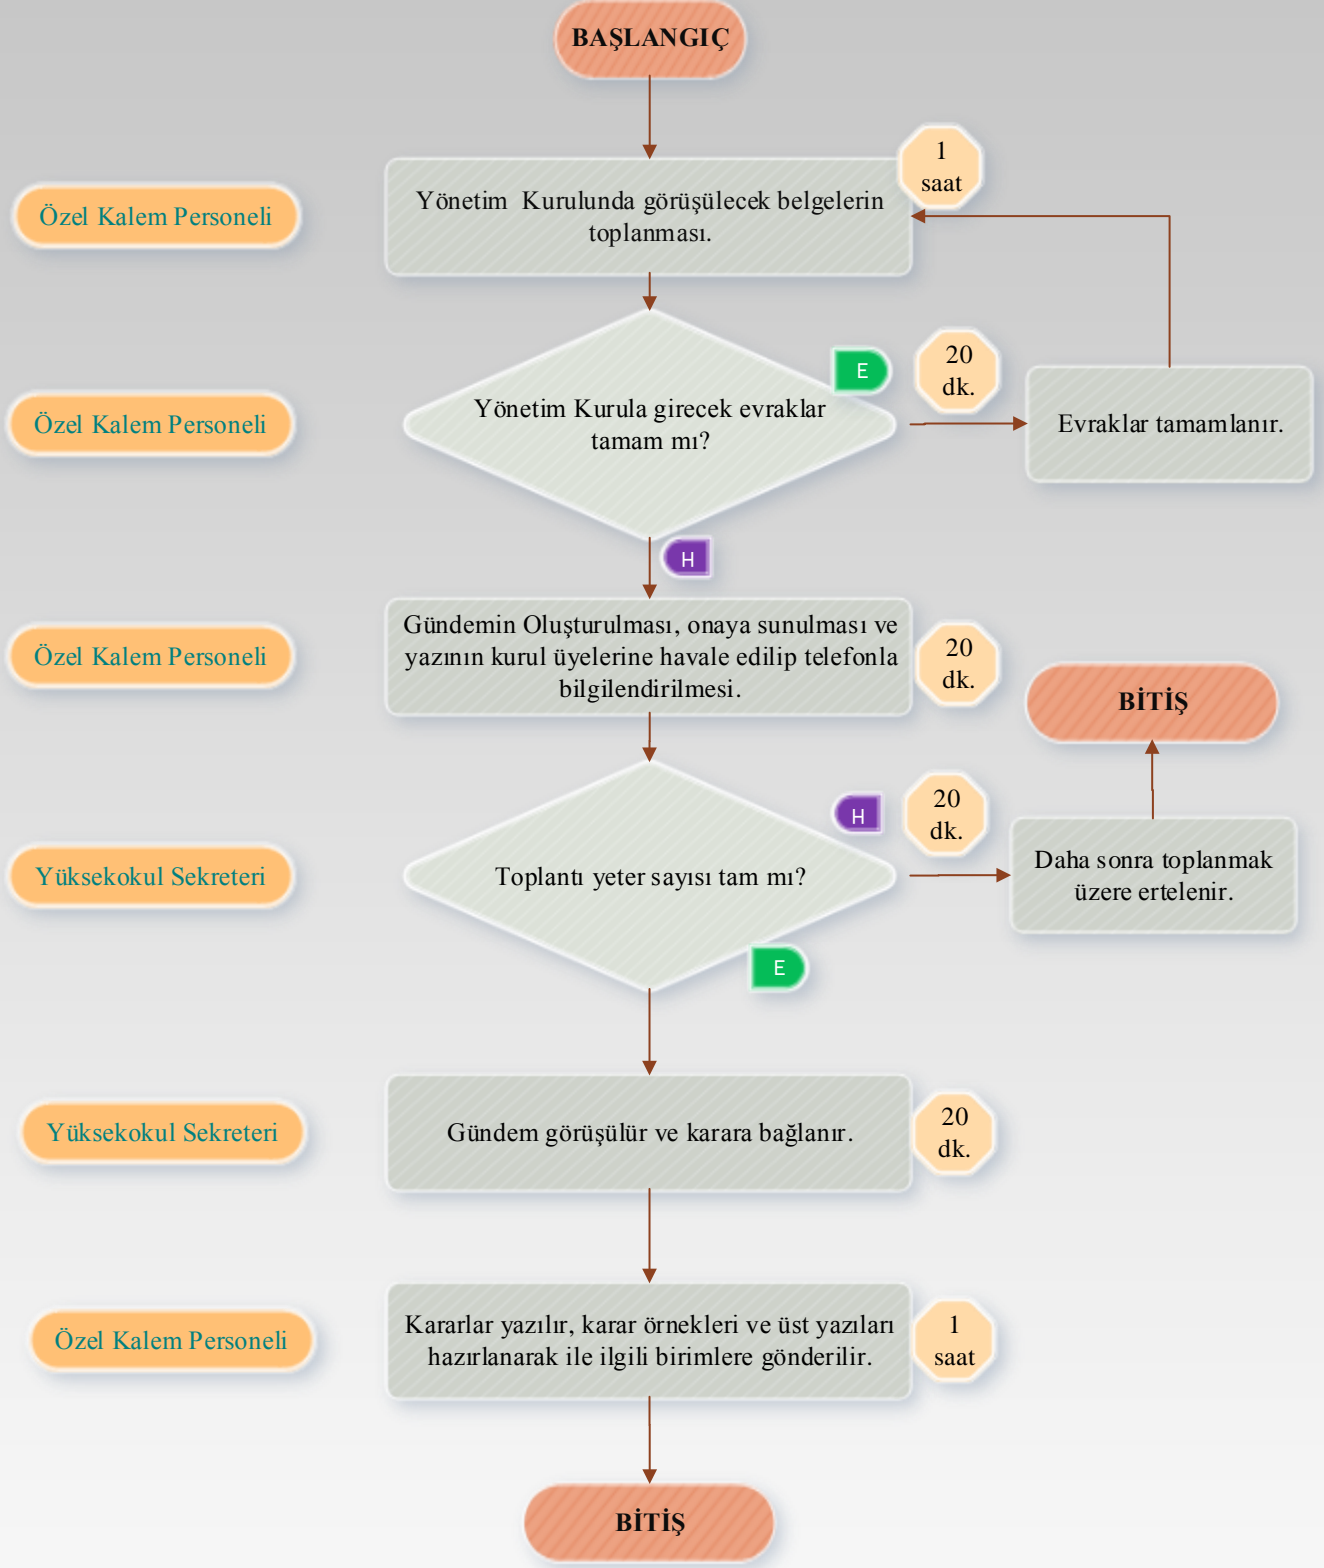 BAŞLANGIÇ
1
saat
Özel Kalem Personeli
Yönetim  Kurulunda görüşülecek belgelerin
toplanması.
E
20
dk.
Özel Kalem Personeli
Yönetim Kurula girecek evraklar
tamam mı?
Evraklar tamamlanır.
H
Özel Kalem Personeli
Gündemin Oluşturulması, onaya sunulması ve
yazının kurul üyelerine havale edilip telefonla
bilgilendirilmesi.
20
dk.
BİTİŞ
H
20
dk.
Yüksekokul Sekreteri
Toplantı yeter sayısı tam mı?
Daha sonra toplanmak
üzere ertelenir.
E
Yüksekokul Sekreteri
Gündem görüşülür ve karara bağlanır.
20
dk.
Özel Kalem Personeli
Kararlar yazılır, karar örnekleri ve üst yazıları
hazırlanarak ile ilgili birimlere gönderilir.
1
saat
BİTİŞ